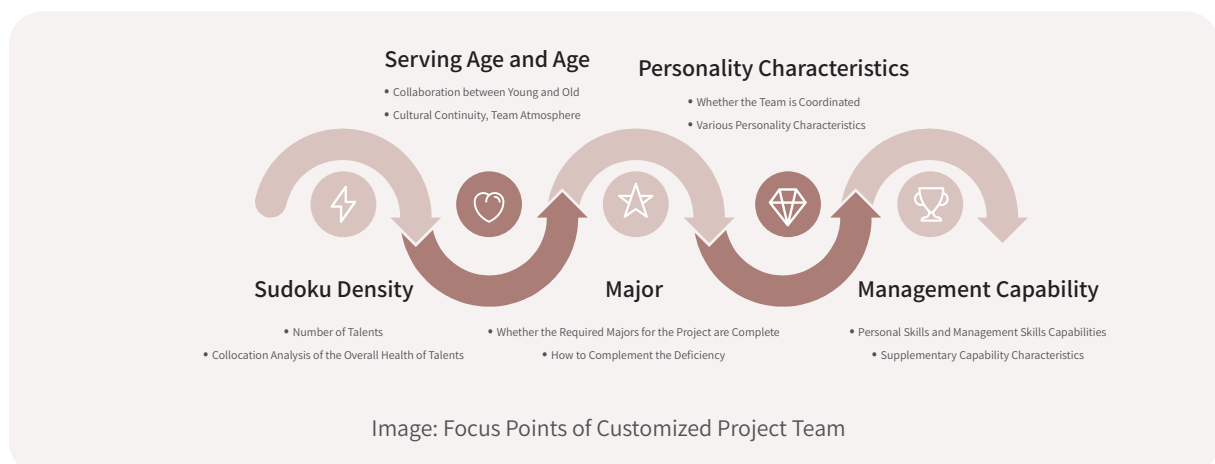 Serving Age and Age
• Collaboration between Young and Old
• Cultural Continuity, Team Atmosphere
Personality Characteristics
• Whether the Team is Coordinated
• Various Personality Characteristics
Sudoku Density
• Number of Talents
• Collocation Analysis of the Overall Health of Talents
Major
• Whether the Required Majors for the Project are Complete
• How to Complement the Deficiency
Management Capability
• Personal Skills and Management Skills Capabilities
• Supplementary Capability Characteristics
Image: Focus Points of Customized Project Team